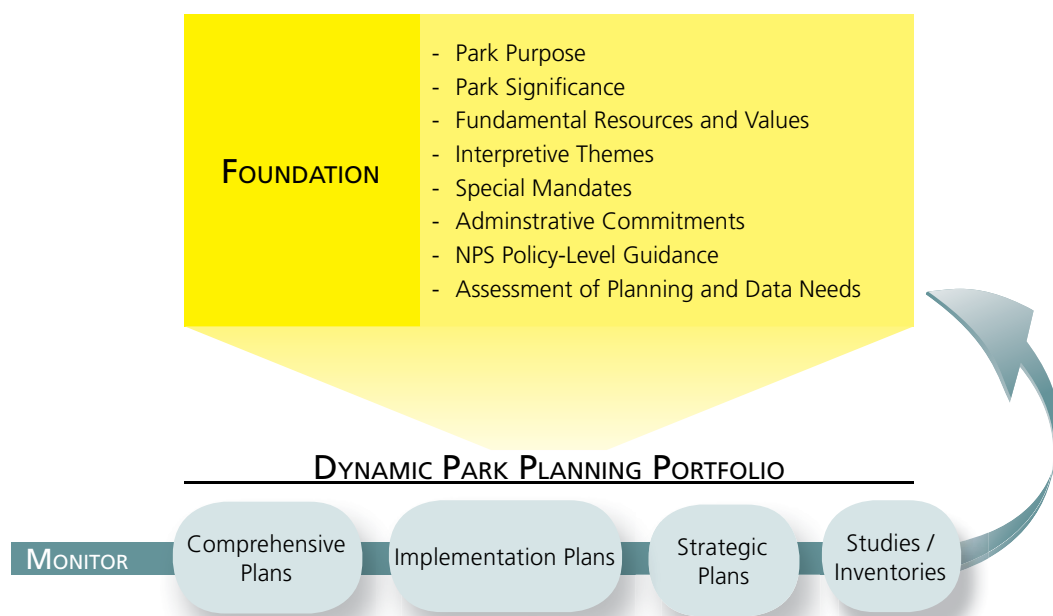 FOUNDATION
- Park Purpose
- Park Significance
- Fundamental Resources and Values
- Interpretive Themes
- Special Mandates
- Adminstrative Commitments
- NPS Policy-Level Guidance
- Assessment of Planning and Data Needs
DYNAMIC PARK PLANNING PORTFOLIO
MONITOR
Comprehensive
Plans
Implementation Plans
Strategic
Plans
Studies /
Inventories